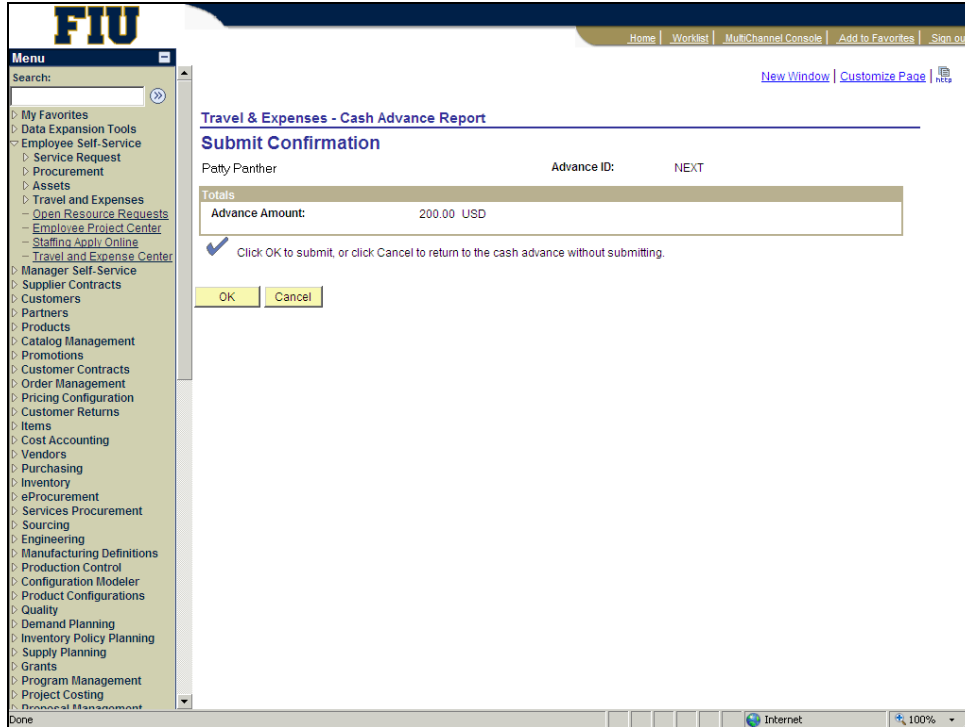 FIU
Home | Worklist | MultiChannel Console | Add to Favorites | Sign ou
Menu
Search:
New Window | Customize Page | http
My Favorites
Data Expansion Tools
Employee Self-Service
Service Request
Procurement
Assets
Travel and Expenses
Open Resource Requests
Employee Project Center
Staffing Apply Online
Travel and Expense Center
Manager Self-Service
Supplier Contracts
Customers
Partners
Products
Catalog Management
Promotions
Customer Contracts
Order Management
Pricing Configuration
Customer Returns
Items
Cost Accounting
Vendors
Purchasing
Inventory
eProcurement
Services Procurement
Sourcing
Engineering
Manufacturing Definitions
Production Control
Configuration Modeler
Product Configurations
Quality
Demand Planning
Inventory Policy Planning
Supply Planning
Grants
Program Management
Project Costing
Proposal Management
Travel & Expenses - Cash Advance Report
Submit Confirmation
Patty Panther Advance ID: NEXT
Totals
Advance Amount: 200.00 USD
Click OK to submit, or click Cancel to return to the cash advance without submitting.
OK Cancel
Done Internet 100%